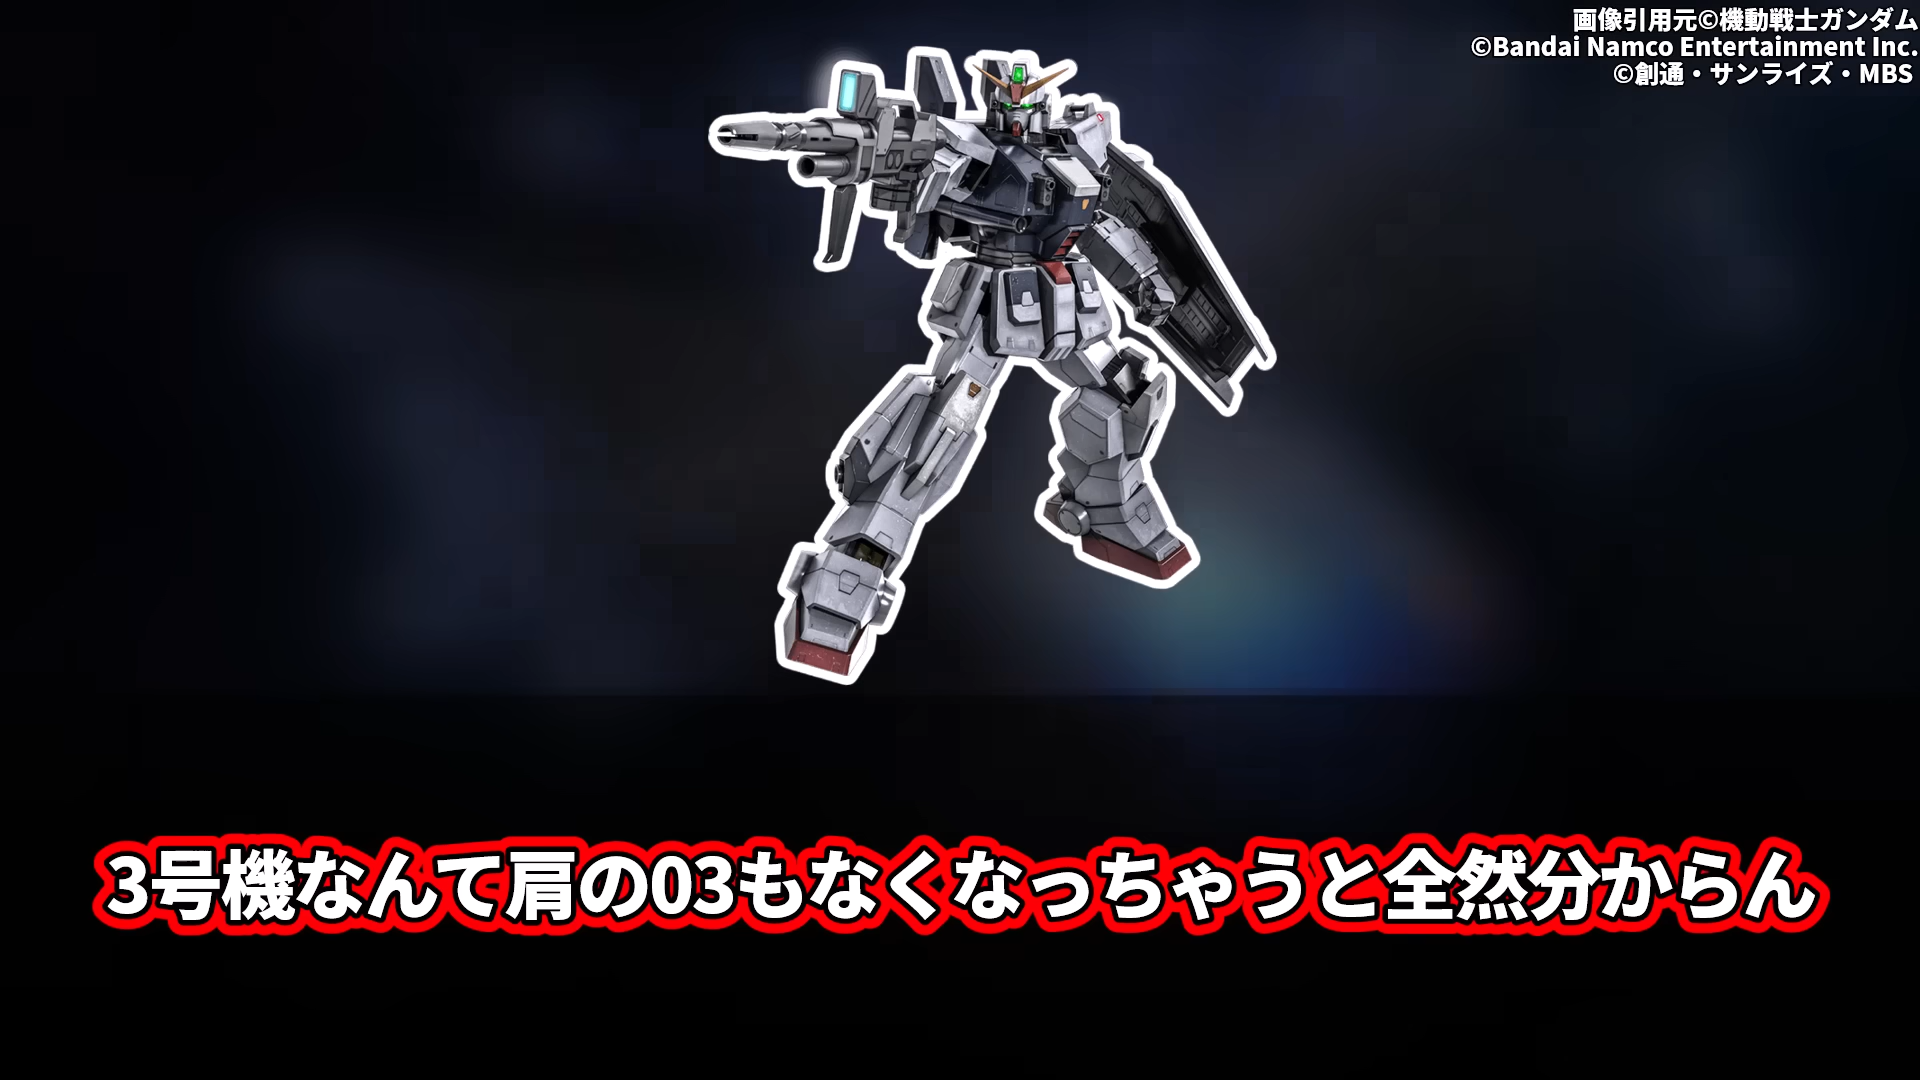 画像引用元©機動戦士ガンダム
©Bandai Namco Entertainment Inc.
©創通・サンライズ・MBS
3号機なんて肩の03もなくなっちゃうと全然分からん